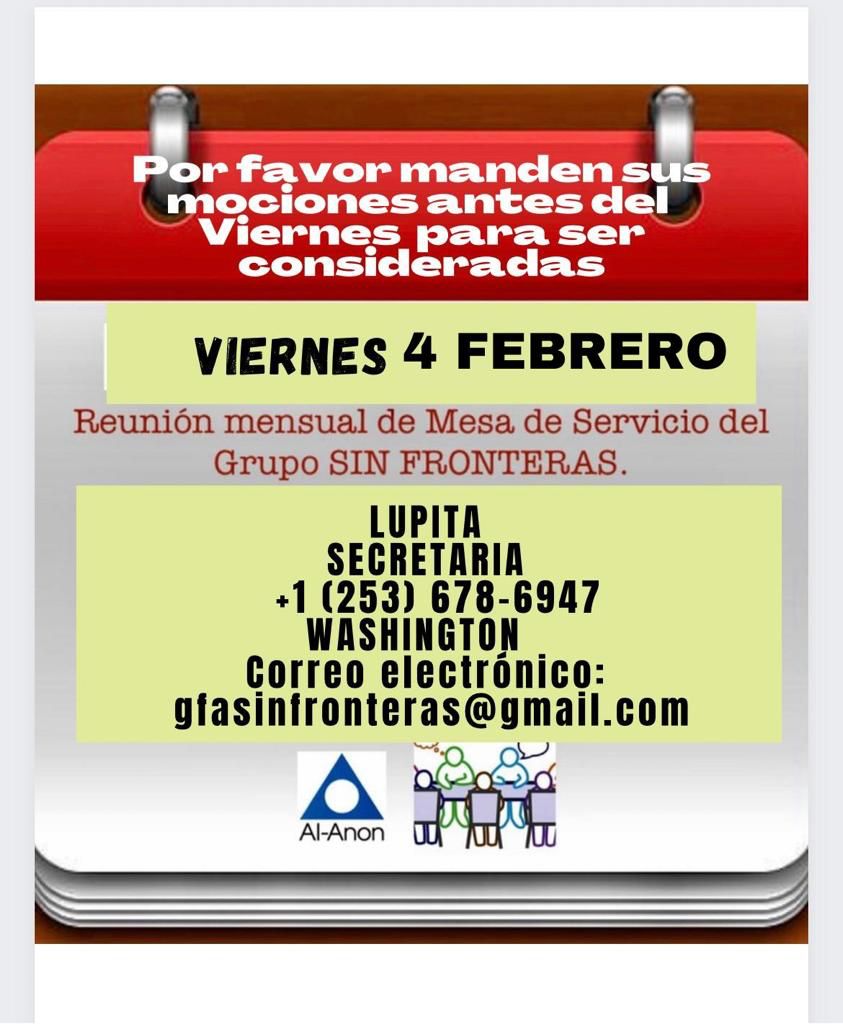 Por favor manden sus
mociones antes del
Viernes para ser
consideradas
VIERNES 4 FEBRERO
Reunión mensual de Mesa de Servicio del
Grupo SIN FRONTERAS.
LUPITA
SECRETARIA
+1 (253) 678-6947
WASHINGTON
Correo electrónico:
gfasinfronteras@gmail.com
Al-Anon